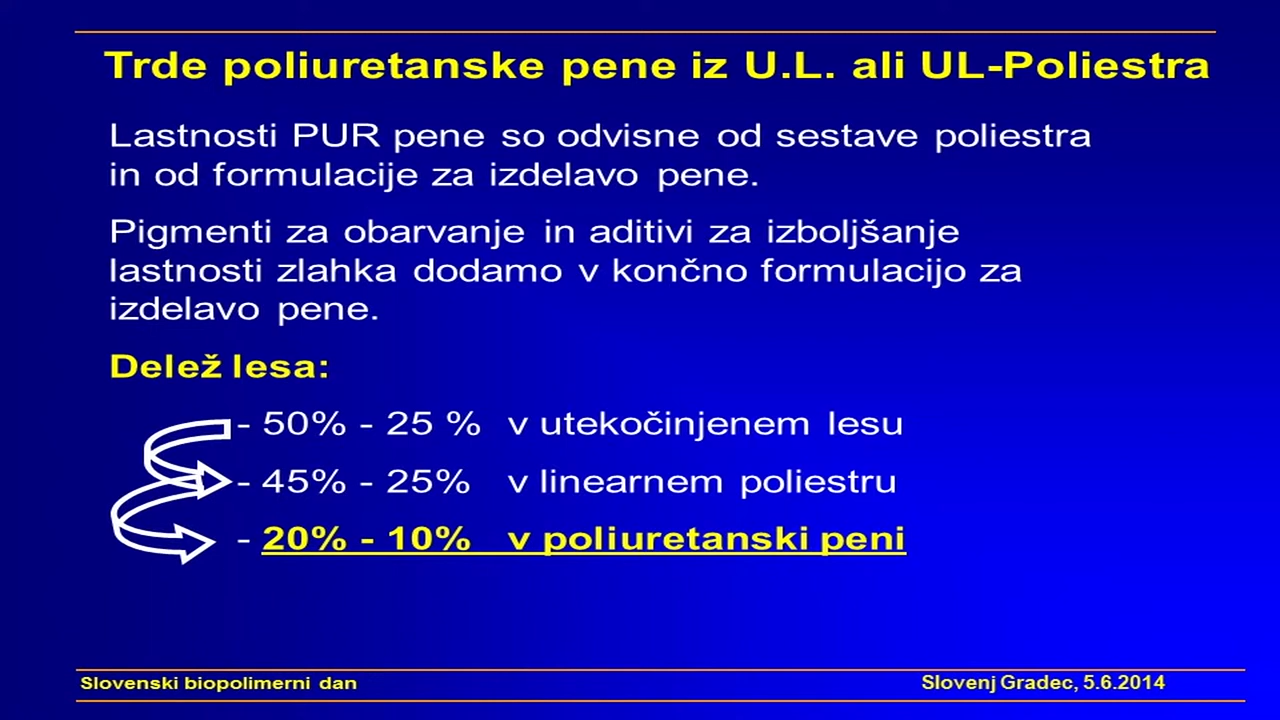 Trde poliuretanske pene iz U.L. ali UL-Poliestra
Lastnosti PUR pene so odvisne od sestave poliestra
in od formulacije za izdelavo pene.
Pigmenti za obarvanje in aditivi za izboljšanje
lastnosti zlahka dodamo v končno formulacijo za
izdelavo pene.
Delež lesa:
- 50% - 25 % v utekočinjenem lesu
- 45% - 25% v linearnem poliestru
- 20% - 10% v poliuretanski peni
Slovenski biopolimerni dan
Slovenj Gradec, 5.6.2014